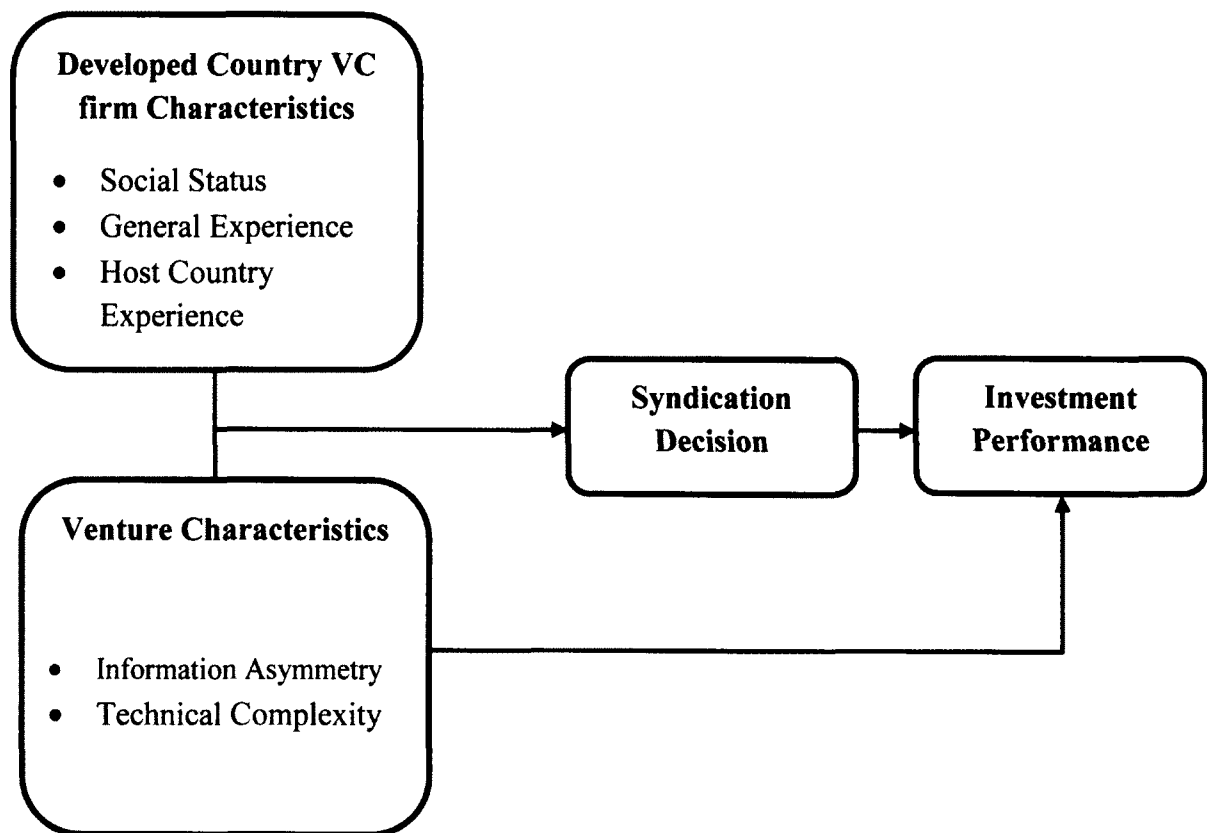 Developed Country VC
firm Characteristics
• Social Status
• General Experience
• Host Country
Experience
Syndication
Decision
Investment
Performance
Venture Characteristics
• Information Asymmetry
• Technical Complexity